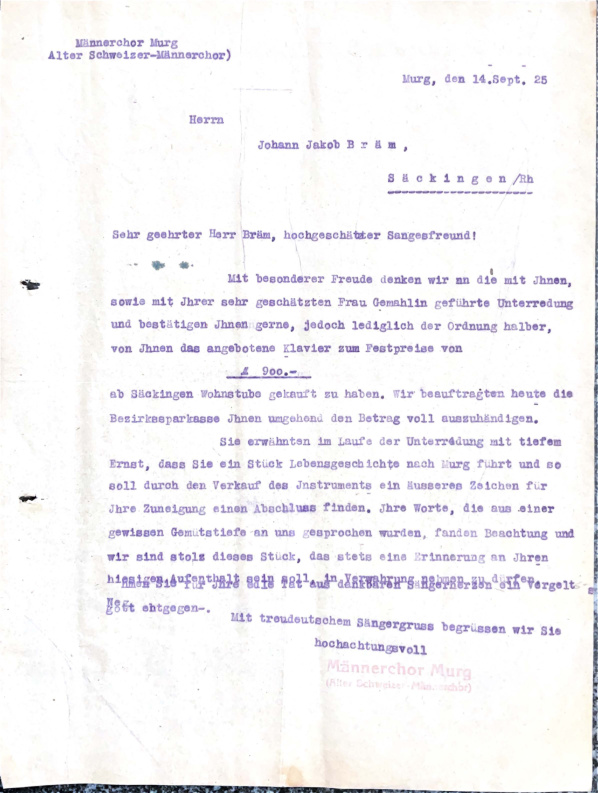 Männerchor Murg
Alter Schweizer-Männerchor)
Murg, den 14.Sept. 25
Herrn
Johann Jakob B r ä m ,
S ä c k i n g e n /Rh
Sehr geehrter Herr Bräm, hochgeschätzter Sangesfreund!
Mit besonderer Freude denken wir an die mit Jhnen,
sowie mit Jhrer sehr geschätzten Frau Gemahlin geführte Unterredung
und bestätigen Jhnen gerne, jedoch lediglich der Ordnung halber,
von Jhnen das angebotene Klavier zum Festpreise von
900.-
ab Säckingen Wohnstube gekauft zu haben. Wir beauftragten heute die
Bezirkssparkasse Jhnen umgehend den Betrag voll auszuhändigen.
Sie erwähnten im Laufe der Unterredung mit tiefem
Ernst, dass Sie ein Stück Lebensgeschichte nach Murg führt und so
soll durch den Verkauf des Jnstruments ein äusseres Zeichen für
Jhre Zuneigung einen Abschluss finden. Jhre Worte, die aus einer
gewissen Gemütstiefe an uns gesprochen wurden, fanden Beachtung und
wir sind stolz dieses Stück, das stets eine Erinnerung an Jhren
hiesigen Aufenthalt sein soll, in Verwahrung nehmen zu dürfen.
Sie für Jhre edle Tat aus dankbaren Sängerherzen ein Vergelt
gott entgegen-.
Mit treudeutschem Sängergruss begrüssen wir Sie
hochachtungsvoll
Männerchor Murg
(Alter Schweizer-Männerchor)